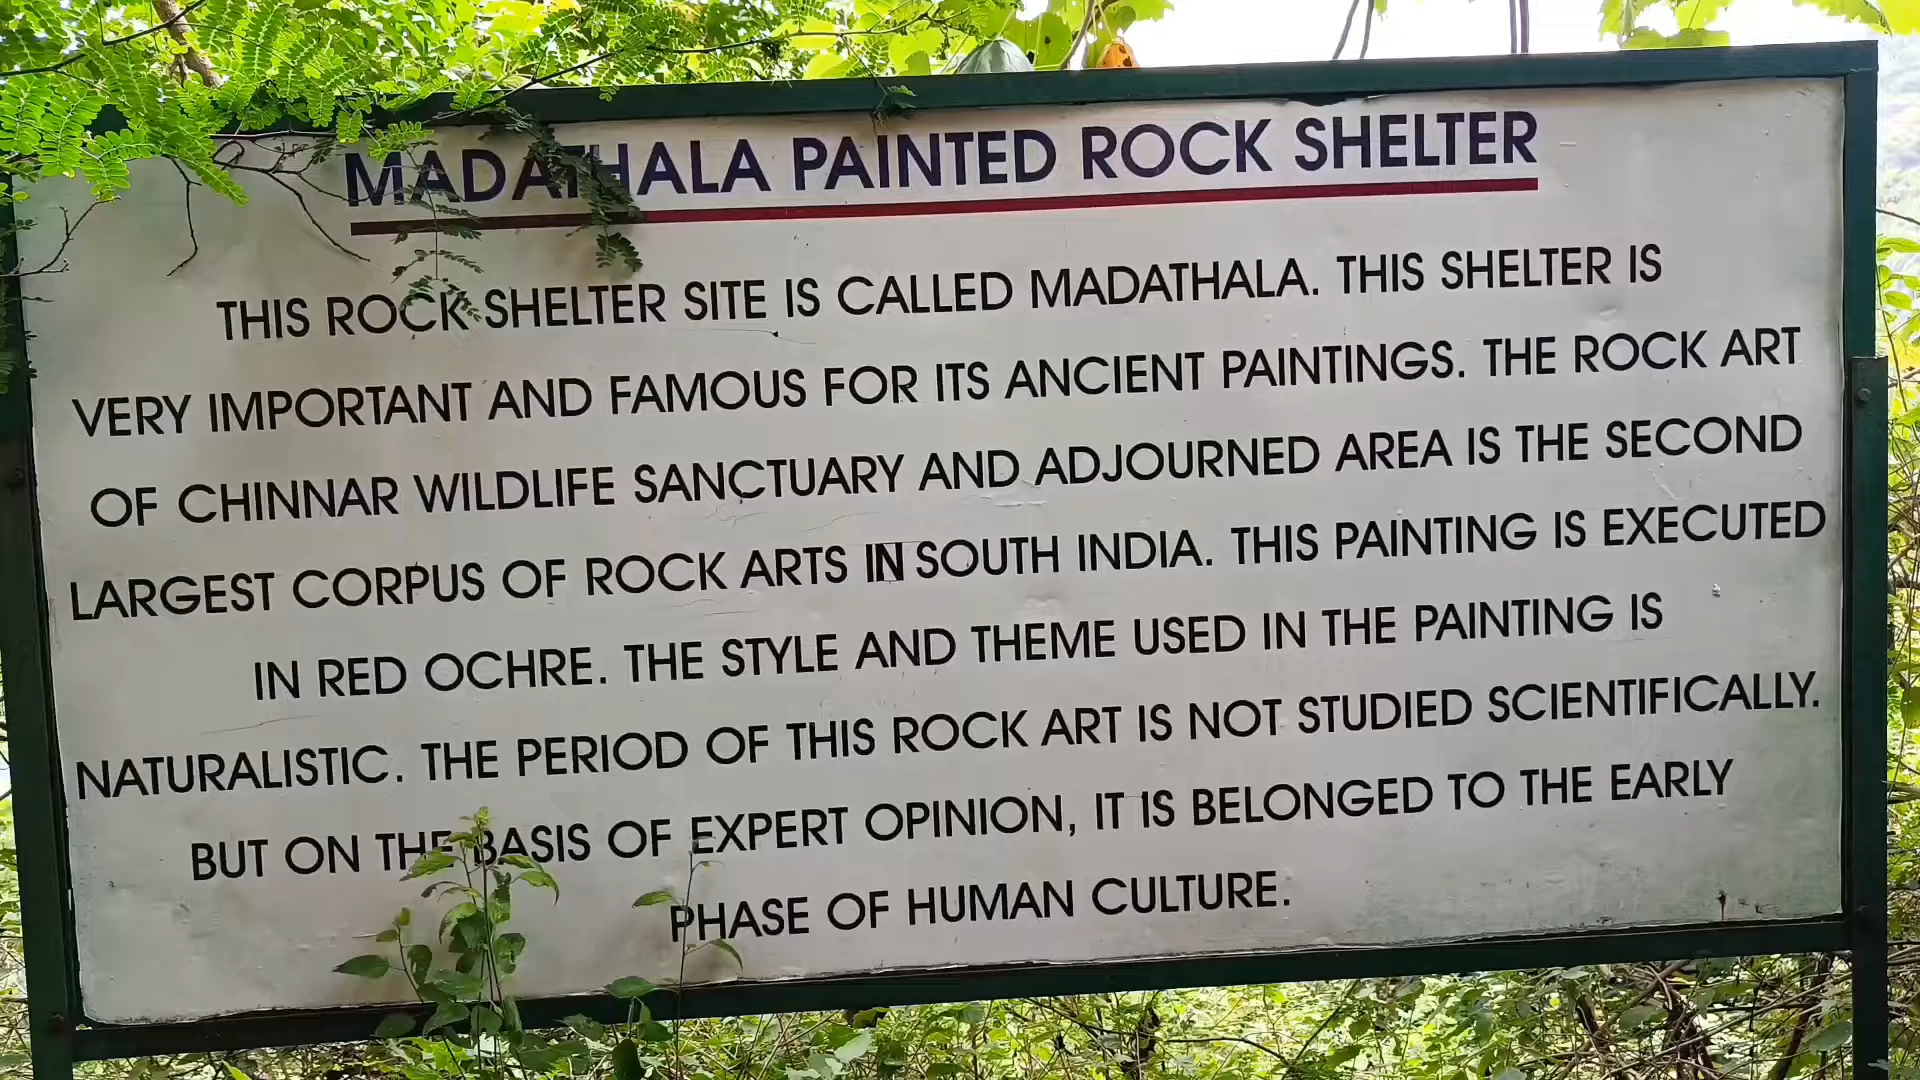 MADATHALA PAINTED ROCK SHELTER
THIS ROCK SHELTER SITE IS CALLED MADATHALA. THIS SHELTER IS
VERY IMPORTANT AND FAMOUS FOR ITS ANCIENT PAINTINGS. THE ROCK ART
OF CHINNAR WILDLIFE SANCTUARY AND ADJOURNED AREA IS THE SECOND
LARGEST CORPUS OF ROCK ARTS IN SOUTH INDIA. THIS PAINTING IS EXECUTED
IN RED OCHRE. THE STYLE AND THEME USED IN THE PAINTING IS
NATURALISTIC. THE PERIOD OF THIS ROCK ART IS NOT STUDIED SCIENTIFICALLY.
BUT ON THE BASIS OF EXPERT OPINION, IT IS BELONGED TO THE EARLY
PHASE OF HUMAN CULTURE.